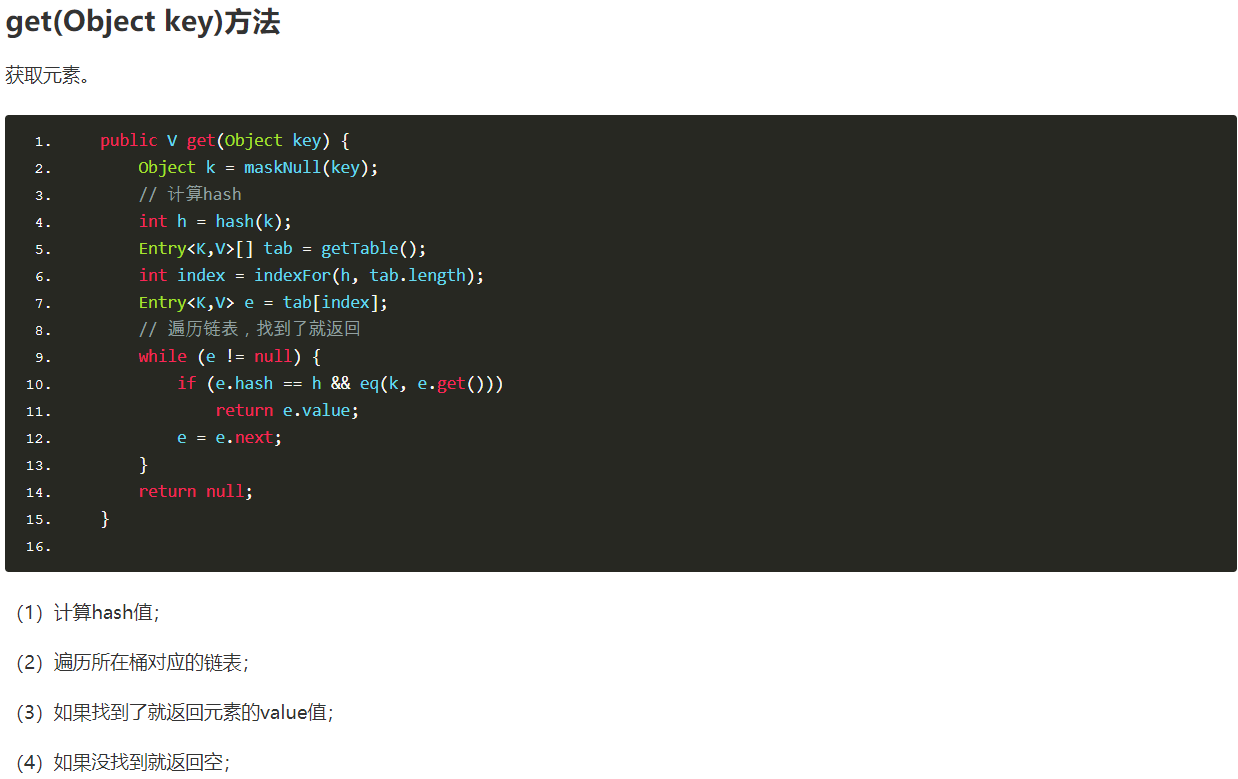 get(Object key)方法
获取元素。
1. public V get(Object key) {
2. Object k = maskNull(key);
3. // 计算hash
4. int h = hash(k);
5. Entry<K,V>[] tab = getTable();
6. int index = indexFor(h, tab.length);
7. Entry<K,V> e = tab[index];
8. // 遍历链表，找到了就返回
9. while (e != null) {
10. if (e.hash == h && eq(k, e.get()))
11. return e.value;
12. e = e.next;
13. }
14. return null;
15. }
16.
（1）计算hash值；
（2）遍历所在桶对应的链表；
（3）如果找到了就返回元素的value值；
（4）如果没找到就返回空；